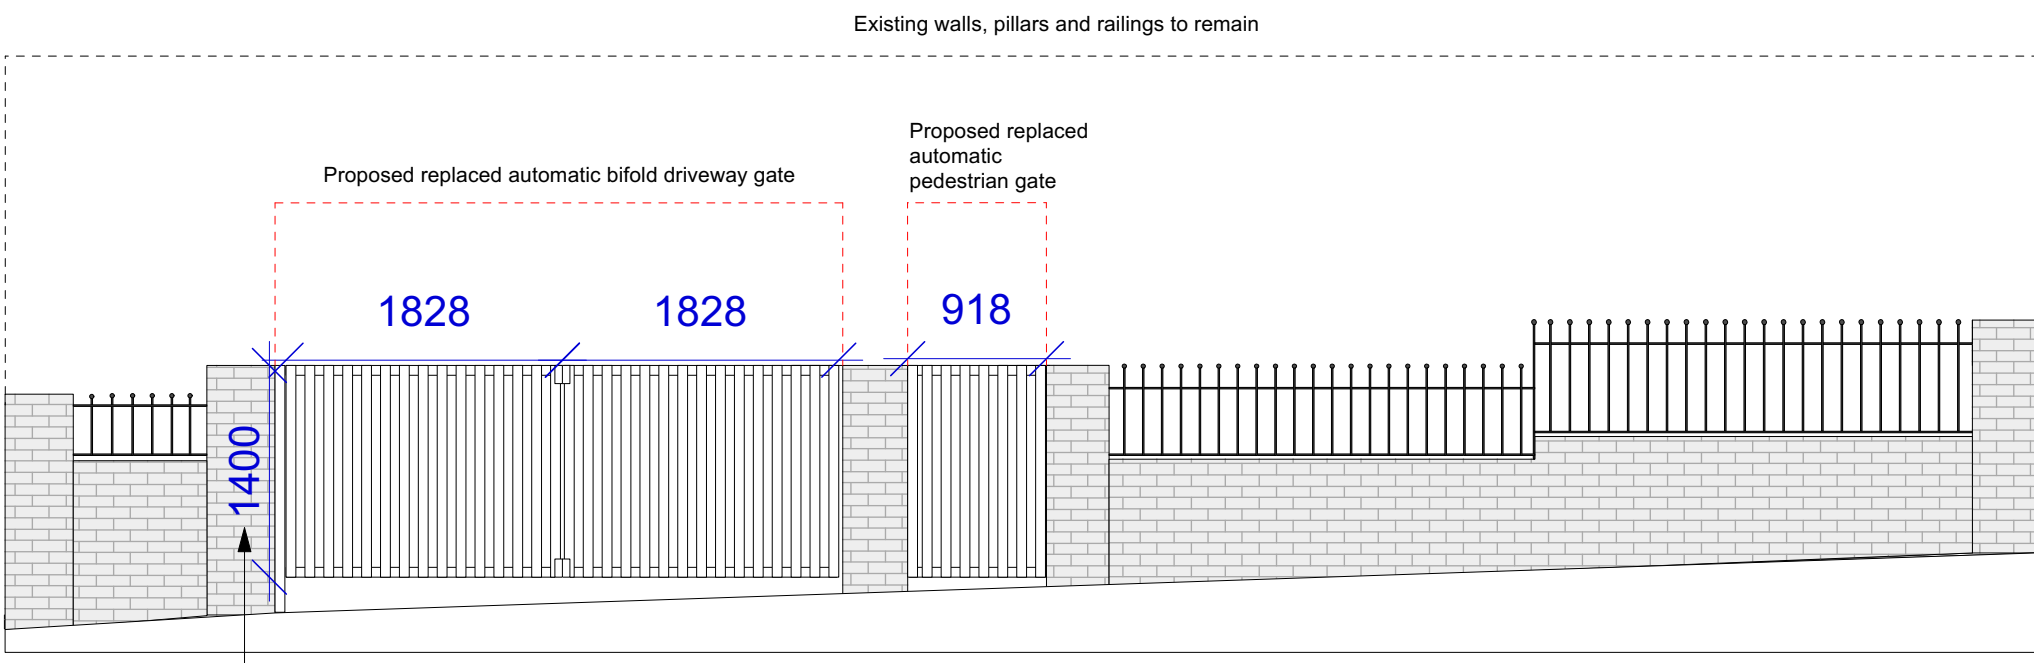 Existing walls, pillars and railings to remain
Proposed replaced
automatic
pedestrian gate
Proposed replaced automatic bifold driveway gate
1828
1828
918
1400